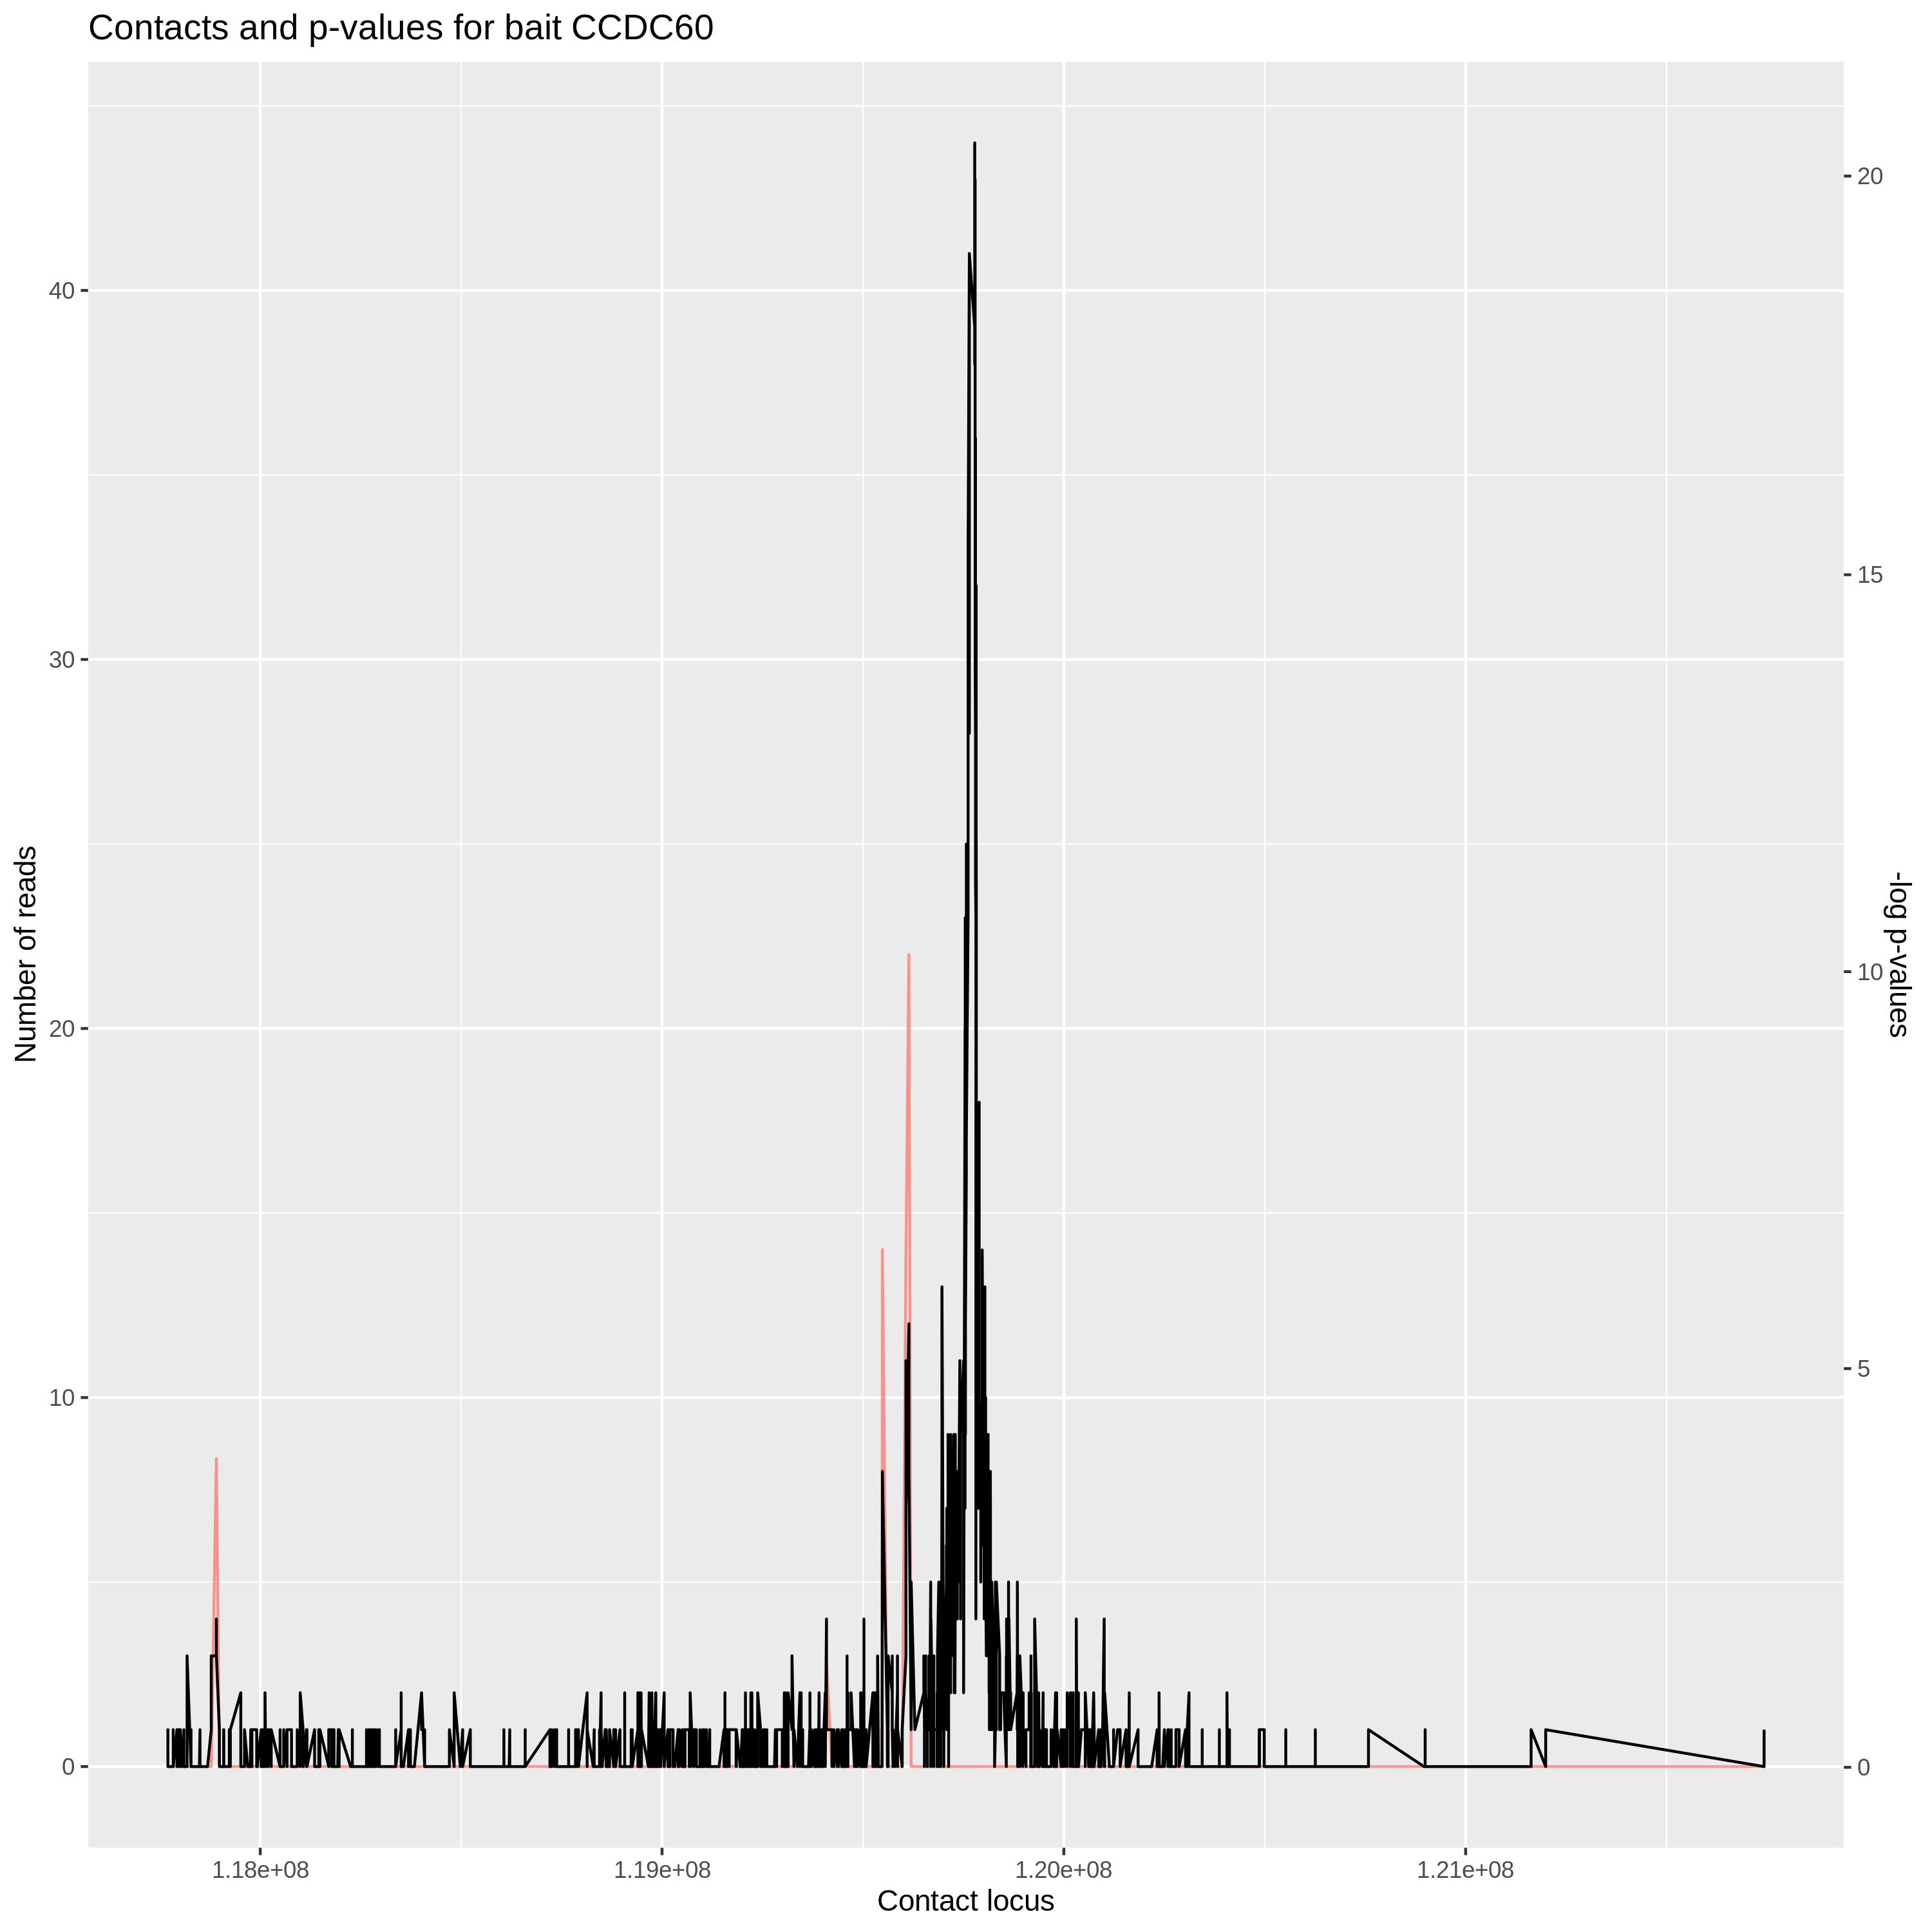 Contacts and p-values for bait CCDC60
Number of reads
40
30
20
10
0
20
15
10
5
0
-log p-values
1.18e+08
1.19e+08
1.20e+08
1.21e+08
Contact locus